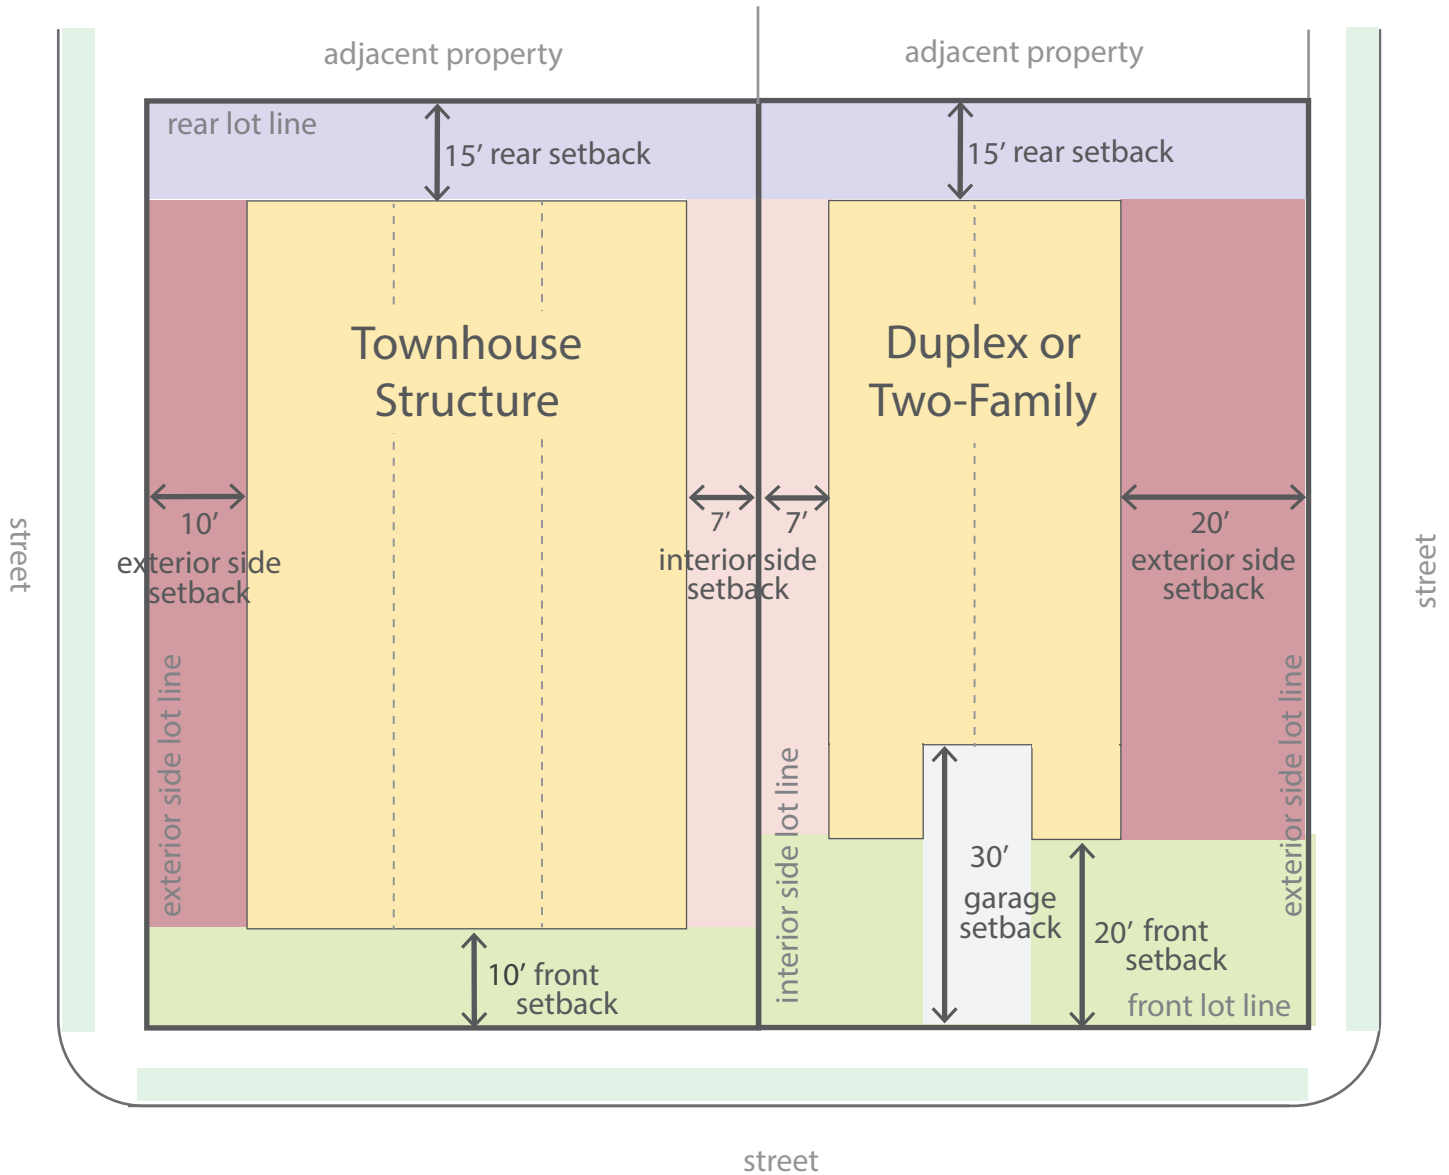 adjacent property
adjacent property
rear lot line
15’ rear setback
15’ rear setback
Townhouse
Structure
Duplex or
Two-Family
10’
exterior side
setback
7’
7’
interior side
setback
20’
exterior side
setback
street
street
exterior side lot line
interior side lot line
exterior side lot line
30’
garage
setback
20’ front
setback
10’ front
setback
front lot line
street